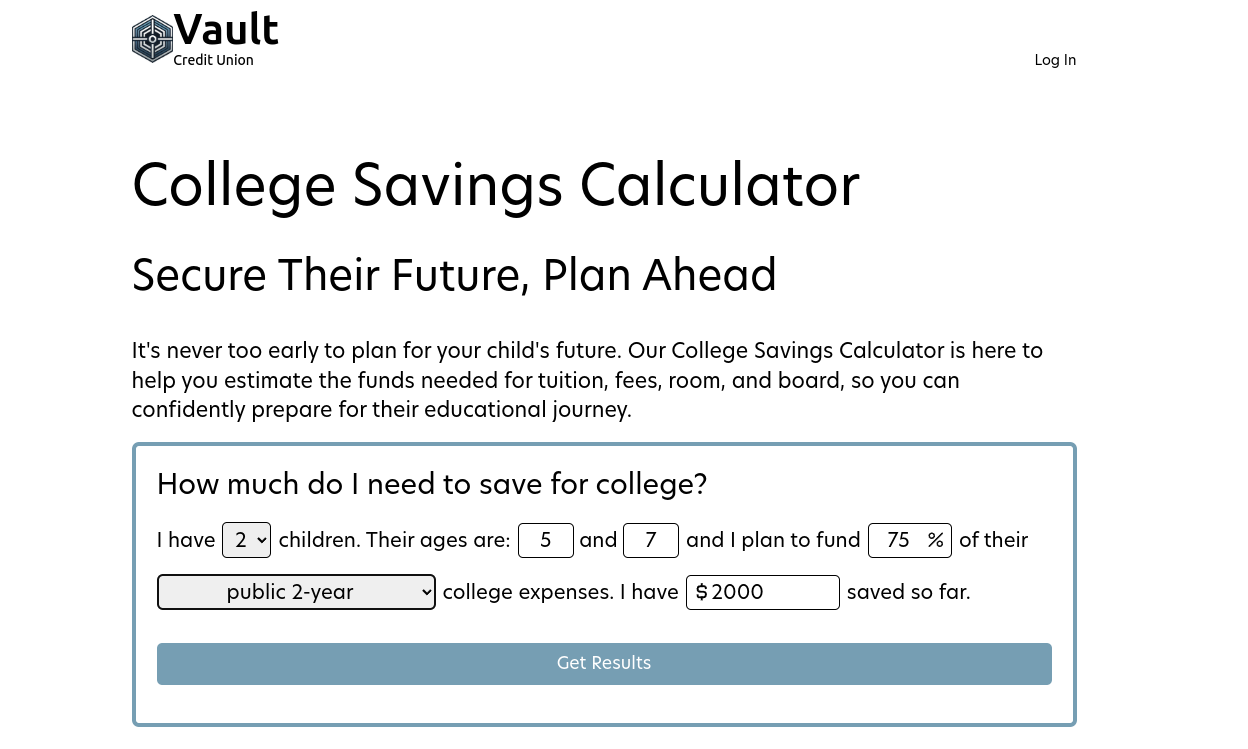 Vault
Credit Union
Log In
College Savings Calculator
Secure Their Future, Plan Ahead
It's never too early to plan for your child's future. Our College Savings Calculator is here to
help you estimate the funds needed for tuition, fees, room, and board, so you can
confidently prepare for their educational journey.
How much do I need to save for college?
I have 2 children. Their ages are: 5 and 7 and I plan to fund 75 % of their
public 2-year college expenses. I have $ 2000 saved so far.
Get Results